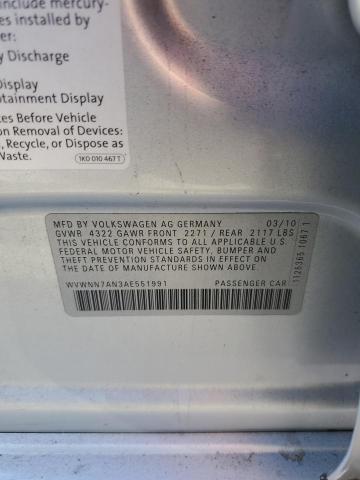 include mercury-
es installed by
er:
y Discharge
Display
tainment Display
es Before Vehicle
on Removal of Devices:
, Recycle, or Dispose as
Waste.
1K0 010 467 T
MFD BY VOLKSWAGEN AG GERMANY 03/10
GVWR 4322 GAWR FRONT 2271 / REAR 2117 LBS
THIS VEHICLE CONFORMS TO ALL APPLICABLE U.S.
FEDERAL MOTOR VEHICLE SAFETY, BUMPER AND
THEFT PREVENTION STANDARDS IN EFFECT ON
THE DATE OF MANUFACTURE SHOWN ABOVE.
WVWNN7AN3AE551991 PASSENGER CAR
1125365 10671